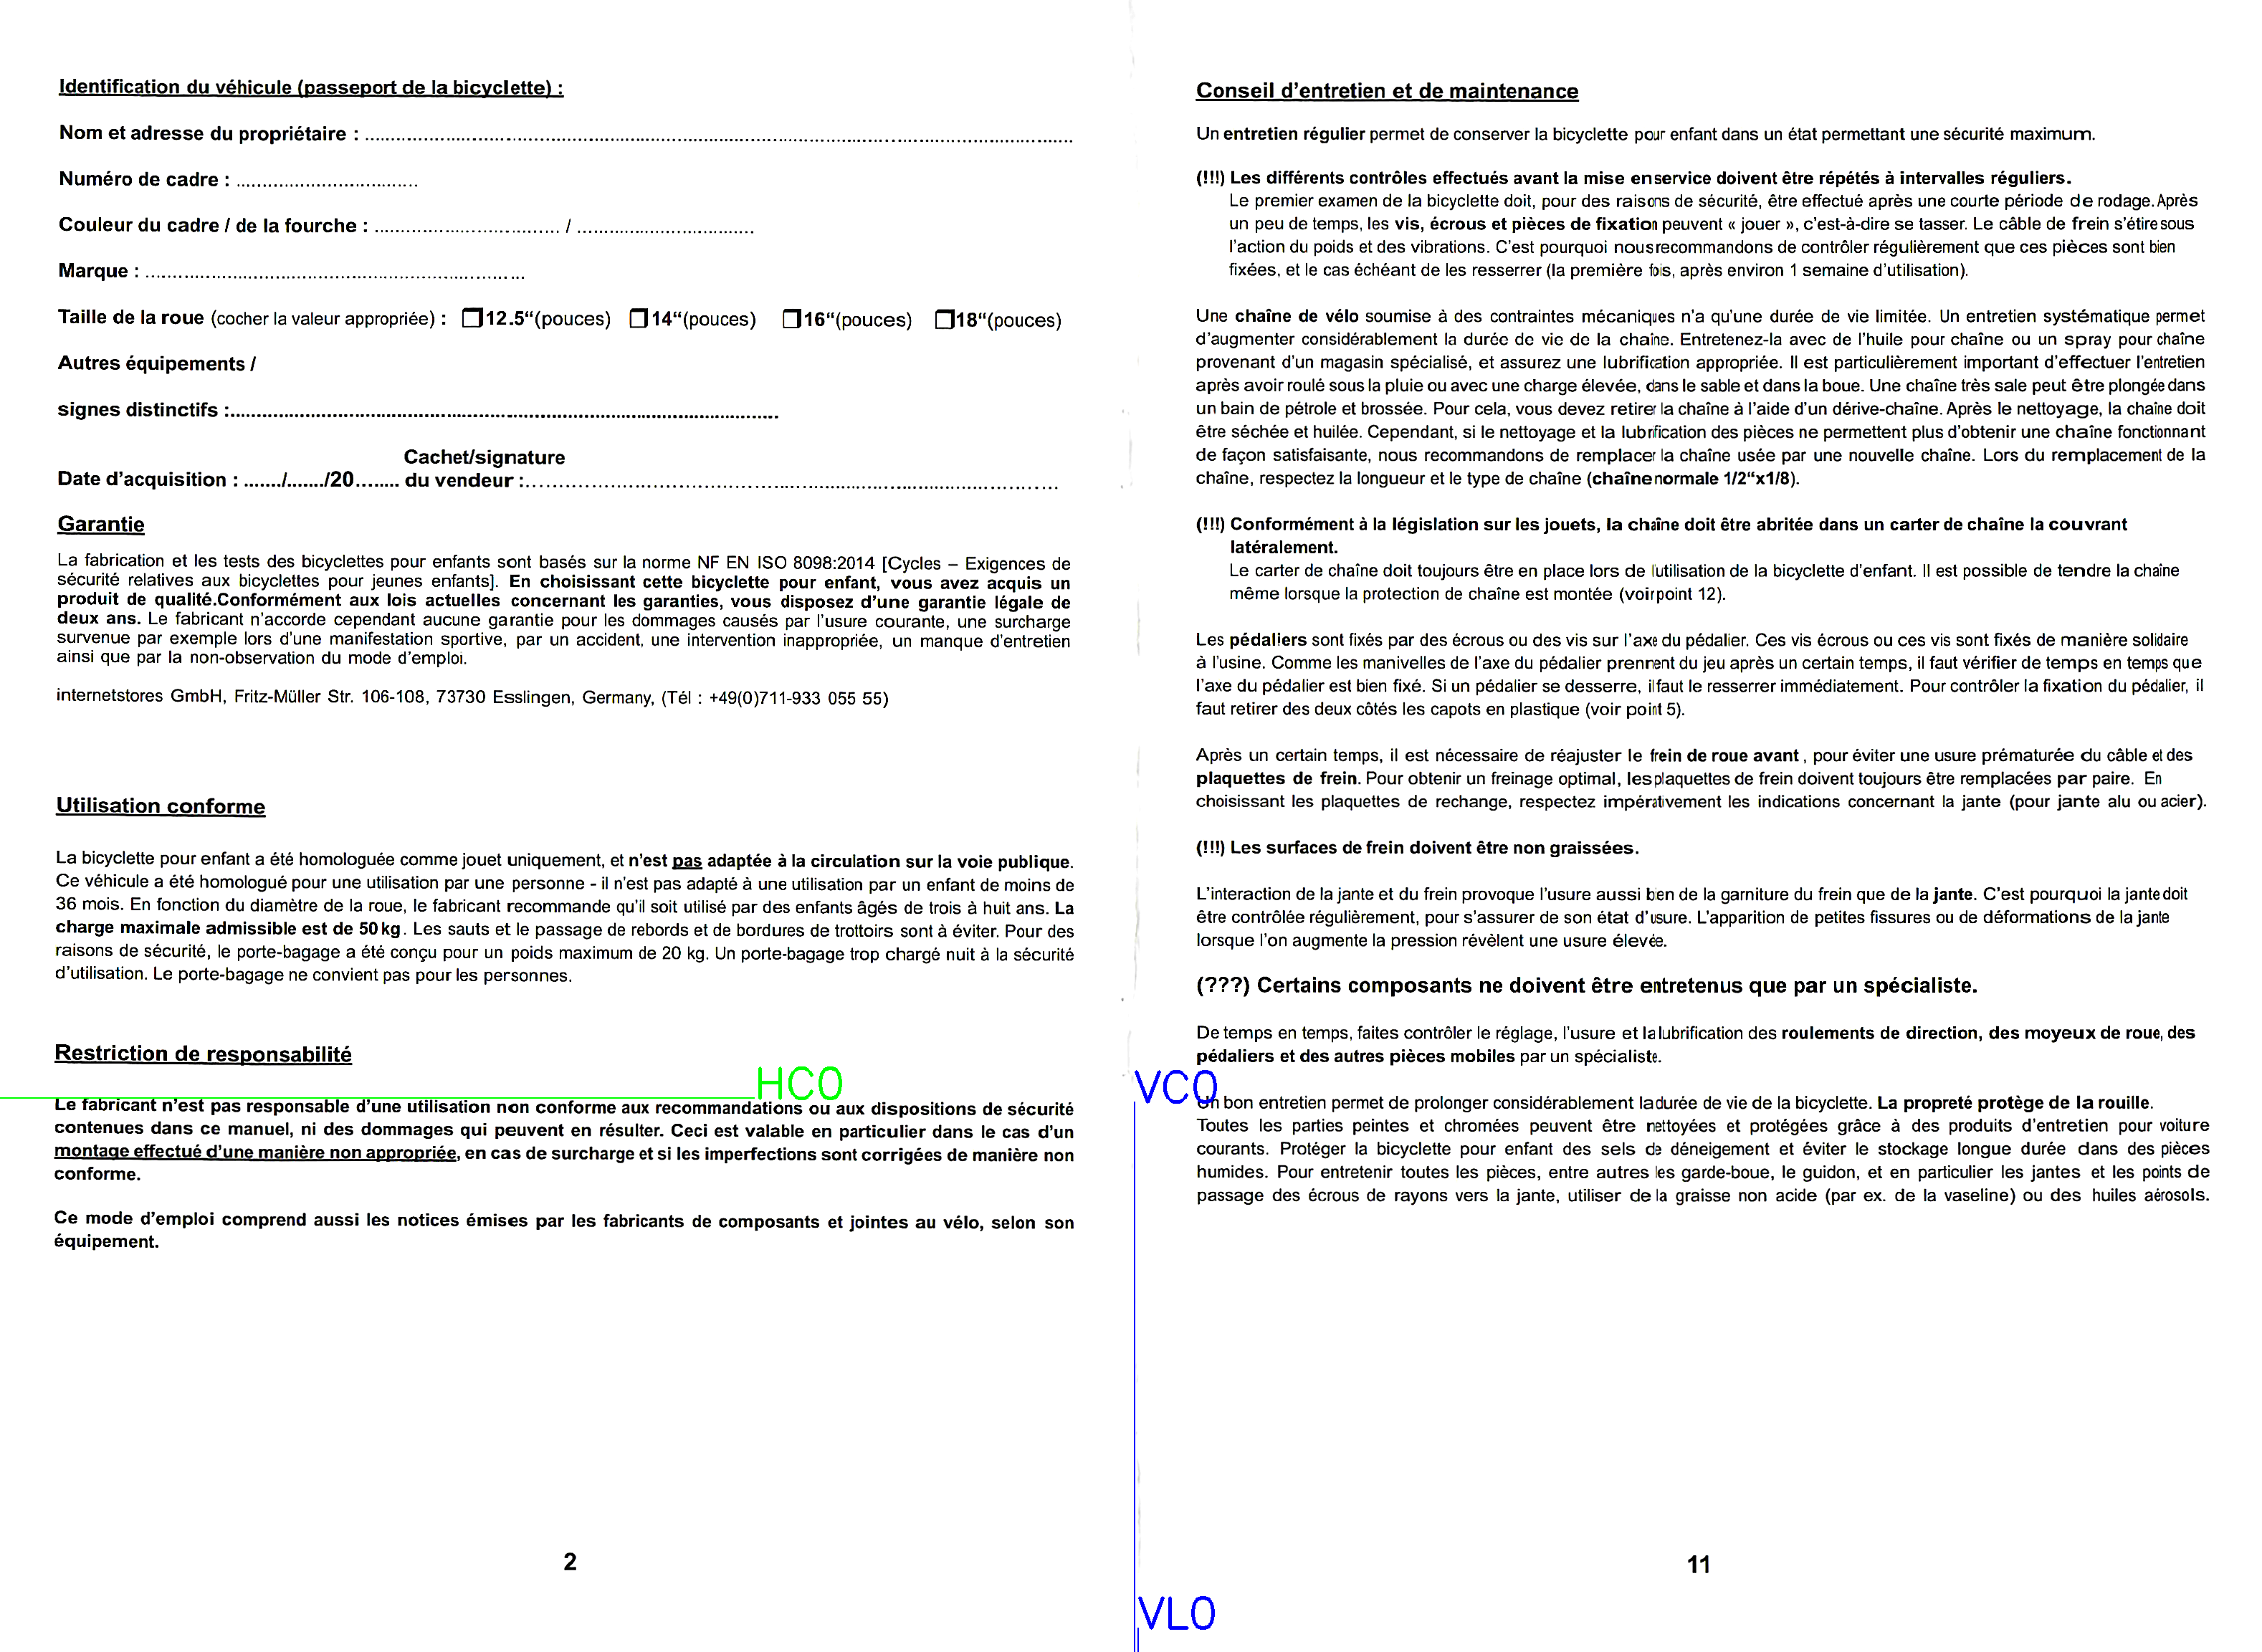 Identification du véhicule (passeport de la bicyclette) :
Nom et adresse du propriétaire : ........................................................................
Numéro de cadre : ..................................
Couleur du cadre / de la fourche : ................................... / .................................
Marque : ........................................................................
Taille de la roue (cocher la valeur appropriée) : ☐12.5“(pouces) ☐14“(pouces) ☐16“(pouces) ☐18“(pouces)
Autres équipements /
signes distinctifs :........................................................................
Cachet/signature
Date d'acquisition : ......./......./20........ du vendeur :........................................................................
Garantie
La fabrication et les tests des bicyclettes pour enfants sont basés sur la norme NF EN ISO 8098:2014 [Cycles – Exigences de
sécurité relatives aux bicyclettes pour jeunes enfants]. En choisissant cette bicyclette pour enfant, vous avez acquis un
produit de qualité.Conformément aux lois actuelles concernant les garanties, vous disposez d'une garantie légale de
deux ans. Le fabricant n'accorde cependant aucune garantie pour les dommages causés par l'usure courante, une surcharge
survenue par exemple lors d'une manifestation sportive, par un accident, une intervention inappropriée, un manque d'entretien
ainsi que par la non-observation du mode d'emploi.
internetstores GmbH, Fritz-Müller Str. 106-108, 73730 Esslingen, Germany, (Tél : +49(0)711-933 055 55)
Utilisation conforme
La bicyclette pour enfant a été homologuée comme jouet uniquement, et n'est pas adaptée à la circulation sur la voie publique.
Ce véhicule a été homologué pour une utilisation par une personne - il n'est pas adapté à une utilisation par un enfant de moins de
36 mois. En fonction du diamètre de la roue, le fabricant recommande qu'il soit utilisé par des enfants âgés de trois à huit ans. La
charge maximale admissible est de 50 kg. Les sauts et le passage de rebords et de bordures de trottoirs sont à éviter. Pour des
raisons de sécurité, le porte-bagage a été conçu pour un poids maximum de 20 kg. Un porte-bagage trop chargé nuit à la sécurité
d'utilisation. Le porte-bagage ne convient pas pour les personnes.
Restriction de responsabilité
HCO
Le fabricant n'est pas responsable d'une utilisation non conforme aux recommandations ou aux dispositions de sécurité
contenues dans ce manuel, ni des dommages qui peuvent en résulter. Ceci est valable en particulier dans le cas d'un
montage effectué d'une manière non appropriée, en cas de surcharge et si les imperfections sont corrigées de manière non
conforme.
Ce mode d'emploi comprend aussi les notices émises par les fabricants de composants et jointes au vélo, selon son
équipement.
2
Conseil d'entretien et de maintenance
Un entretien régulier permet de conserver la bicyclette pour enfant dans un état permettant une sécurité maximum.
(!!!) Les différents contrôles effectués avant la mise en service doivent être répétés à intervalles réguliers.
Le premier examen de la bicyclette doit, pour des raisons de sécurité, être effectué après une courte période de rodage. Après
un peu de temps, les vis, écrous et pièces de fixation peuvent « jouer », c'est-à-dire se tasser. Le câble de frein s'étire sous
l'action du poids et des vibrations. C'est pourquoi nous recommandons de contrôler régulièrement que ces pièces sont bien
fixées, et le cas échéant de les resserrer (la première fois, après environ 1 semaine d'utilisation).
Une chaîne de vélo soumise à des contraintes mécaniques n'a qu'une durée de vie limitée. Un entretien systématique permet
d'augmenter considérablement la durée de vie de la chaîne. Entretenez-la avec de l'huile pour chaîne ou un spray pour chaîne
provenant d'un magasin spécialisé, et assurez une lubrification appropriée. Il est particulièrement important d'effectuer l'entretien
après avoir roulé sous la pluie ou avec une charge élevée, dans le sable et dans la boue. Une chaîne très sale peut être plongée dans
un bain de pétrole et brossée. Pour cela, vous devez retirer la chaîne à l'aide d'un dérive-chaîne. Après le nettoyage, la chaîne doit
être séchée et huilée. Cependant, si le nettoyage et la lubrification des pièces ne permettent plus d'obtenir une chaîne fonctionnant
de façon satisfaisante, nous recommandons de remplacer la chaîne usée par une nouvelle chaîne. Lors du remplacement de la
chaîne, respectez la longueur et le type de chaîne (chaîne normale 1/2“x1/8).
(!!!) Conformément à la législation sur les jouets, la chaîne doit être abritée dans un carter de chaîne la couvrant
latéralement.
Le carter de chaîne doit toujours être en place lors de l'utilisation de la bicyclette d'enfant. Il est possible de tendre la chaîne
même lorsque la protection de chaîne est montée (voir point 12).
Les pédaliers sont fixés par des écrous ou des vis sur l'axe du pédalier. Ces vis écrous ou ces vis sont fixés de manière solidaire
à l'usine. Comme les manivelles de l'axe du pédalier prennent du jeu après un certain temps, il faut vérifier de temps en temps que
l'axe du pédalier est bien fixé. Si un pédalier se desserre, il faut le resserrer immédiatement. Pour contrôler la fixation du pédalier, il
faut retirer des deux côtés les capots en plastique (voir point 5).
Après un certain temps, il est nécessaire de réajuster le frein de roue avant, pour éviter une usure prématurée du câble et des
plaquettes de frein. Pour obtenir un freinage optimal, les plaquettes de frein doivent toujours être remplacées par paire. En
choisissant les plaquettes de rechange, respectez impérativement les indications concernant la jante (pour jante alu ou acier).
(!!!) Les surfaces de frein doivent être non graissées.
L'interaction de la jante et du frein provoque l'usure aussi bien de la garniture du frein que de la jante. C'est pourquoi la jante doit
être contrôlée régulièrement, pour s'assurer de son état d'usure. L'apparition de petites fissures ou de déformations de la jante
lorsque l'on augmente la pression révèlent une usure élevée.
(???) Certains composants ne doivent être entretenus que par un spécialiste.
De temps en temps, faites contrôler le réglage, l'usure et la lubrification des roulements de direction, des moyeux de roue, des
pédaliers et des autres pièces mobiles par un spécialiste.
VCO
Un bon entretien permet de prolonger considérablement la durée de vie de la bicyclette. La propreté protège de la rouille.
Toutes les parties peintes et chromées peuvent être nettoyées et protégées grâce à des produits d'entretien pour voiture
courants. Protéger la bicyclette pour enfant des sels de déneigement et éviter le stockage longue durée dans des pièces
humides. Pour entretenir toutes les pièces, entre autres les garde-boue, le guidon, et en particulier les jantes et les points de
passage des écrous de rayons vers la jante, utiliser de la graisse non acide (par ex. de la vaseline) ou des huiles aérosols.
11
VLO